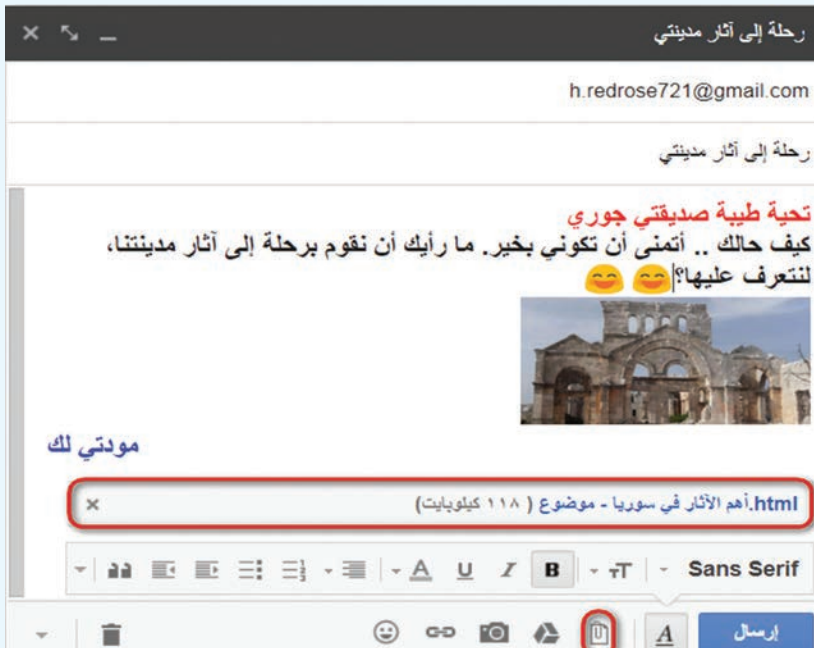 رحلة إلى آثار مدينتي
h.redrose721@gmail.com
رحلة إلى آثار مدينتي
تحية طيبة صديقتي جوري
كيف حالك .. أتمنى أن تكوني بخير. ما رأيك أن نقوم برحلة إلى آثار مدينتنا،
لنتعرف عليها؟
مودتي لك
html.أهم الآثار في سوريا - موضوع ( ١١٨ كيلوبايت)
Sans Serif
إرسال